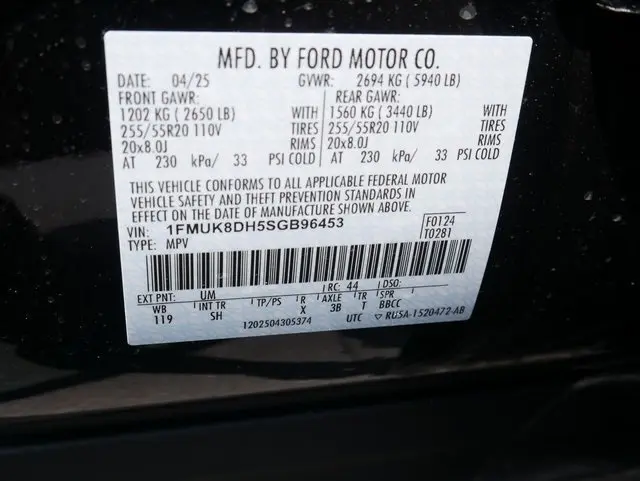 MFD. BY FORD MOTOR CO.
DATE: 04/25 GVWR: 2694 KG ( 5940 LB)
FRONT GAWR: REAR GAWR:
1202 KG ( 2650 LB) WITH 1560 KG ( 3440 LB) WITH
255/55R20 110V TIRES 255/55R20 110V TIRES
20x8.0J RIMS 20x8.0J RIMS
AT 230 kPa/ 33 PSI COLD AT 230 kPa/ 33 PSI COLD
THIS VEHICLE CONFORMS TO ALL APPLICABLE FEDERAL MOTOR
VEHICLE SAFETY AND THEFT PREVENTION STANDARDS IN
EFFECT ON THE DATE OF MANUFACTURE SHOWN ABOVE.
VIN: 1FMUK8DH5SGB96453 F0124
TYPE: MPV T0281
EXT PNT: UM RC: 44 DSO:
WB INT TR TP/PS R AXLE TR SPR
119 SH X 3B T BBCC
1202504305374 UTC ▽ RU5A-1520472-AB